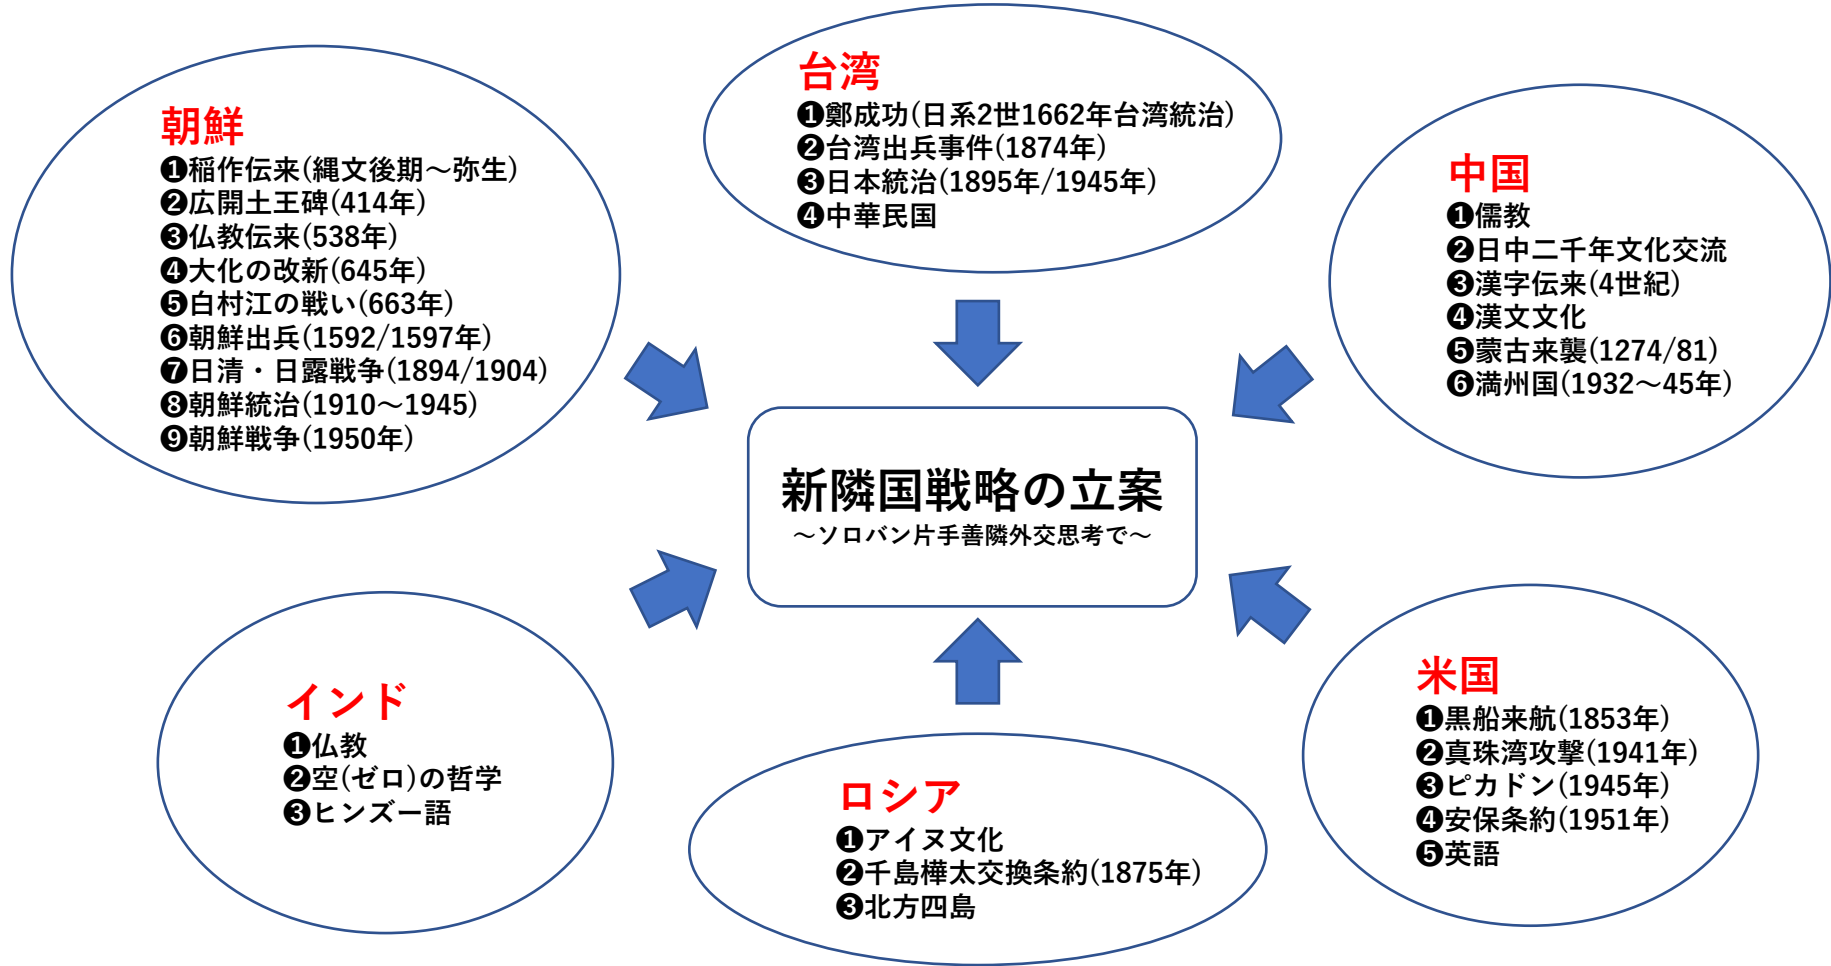 台湾
❶鄭成功(日系2世1662年台湾統治)
❷台湾出兵事件(1874年)
❸日本統治(1895年/1945年)
❹中華民国
朝鮮
❶稲作伝来(縄文後期～弥生)
❷広開土王碑(414年)
❸仏教伝来(538年)
❹大化の改新(645年)
❺白村江の戦い(663年)
❻朝鮮出兵(1592/1597年)
❼日清・日露戦争(1894/1904)
❽朝鮮統治(1910～1945)
❾朝鮮戦争(1950年)
中国
❶儒教
❷日中二千年文化交流
❸漢字伝来(4世紀)
❹漢文文化
❺蒙古来襲(1274/81)
❻満州国(1932～45年)
新隣国戦略の立案
～ソロバン片手善隣外交思考で～
インド
❶仏教
❷空(ゼロ)の哲学
❸ヒンズー語
ロシア
❶アイヌ文化
❷千島樺太交換条約(1875年)
❸北方四島
米国
❶黒船来航(1853年)
❷真珠湾攻撃(1941年)
❸ピカドン(1945年)
❹安保条約(1951年)
❺英語